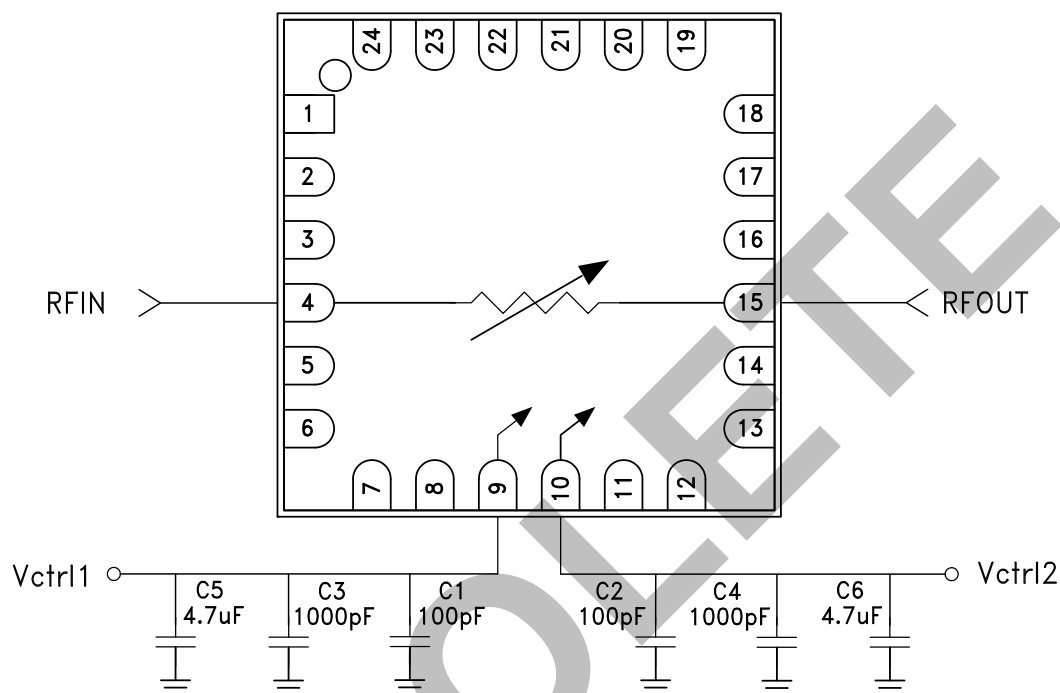 24 23 22 21 20 19
1 18
2 17
3 16
RFIN 4 15 RFOUT
5 14
6 13
7 8 9 10 11 12
Vctrl1 Vctrl2
C5 C3 C1 C2 C4 C6
4.7uF 1000pF 100pF 100pF 1000pF 4.7uF
OLETE